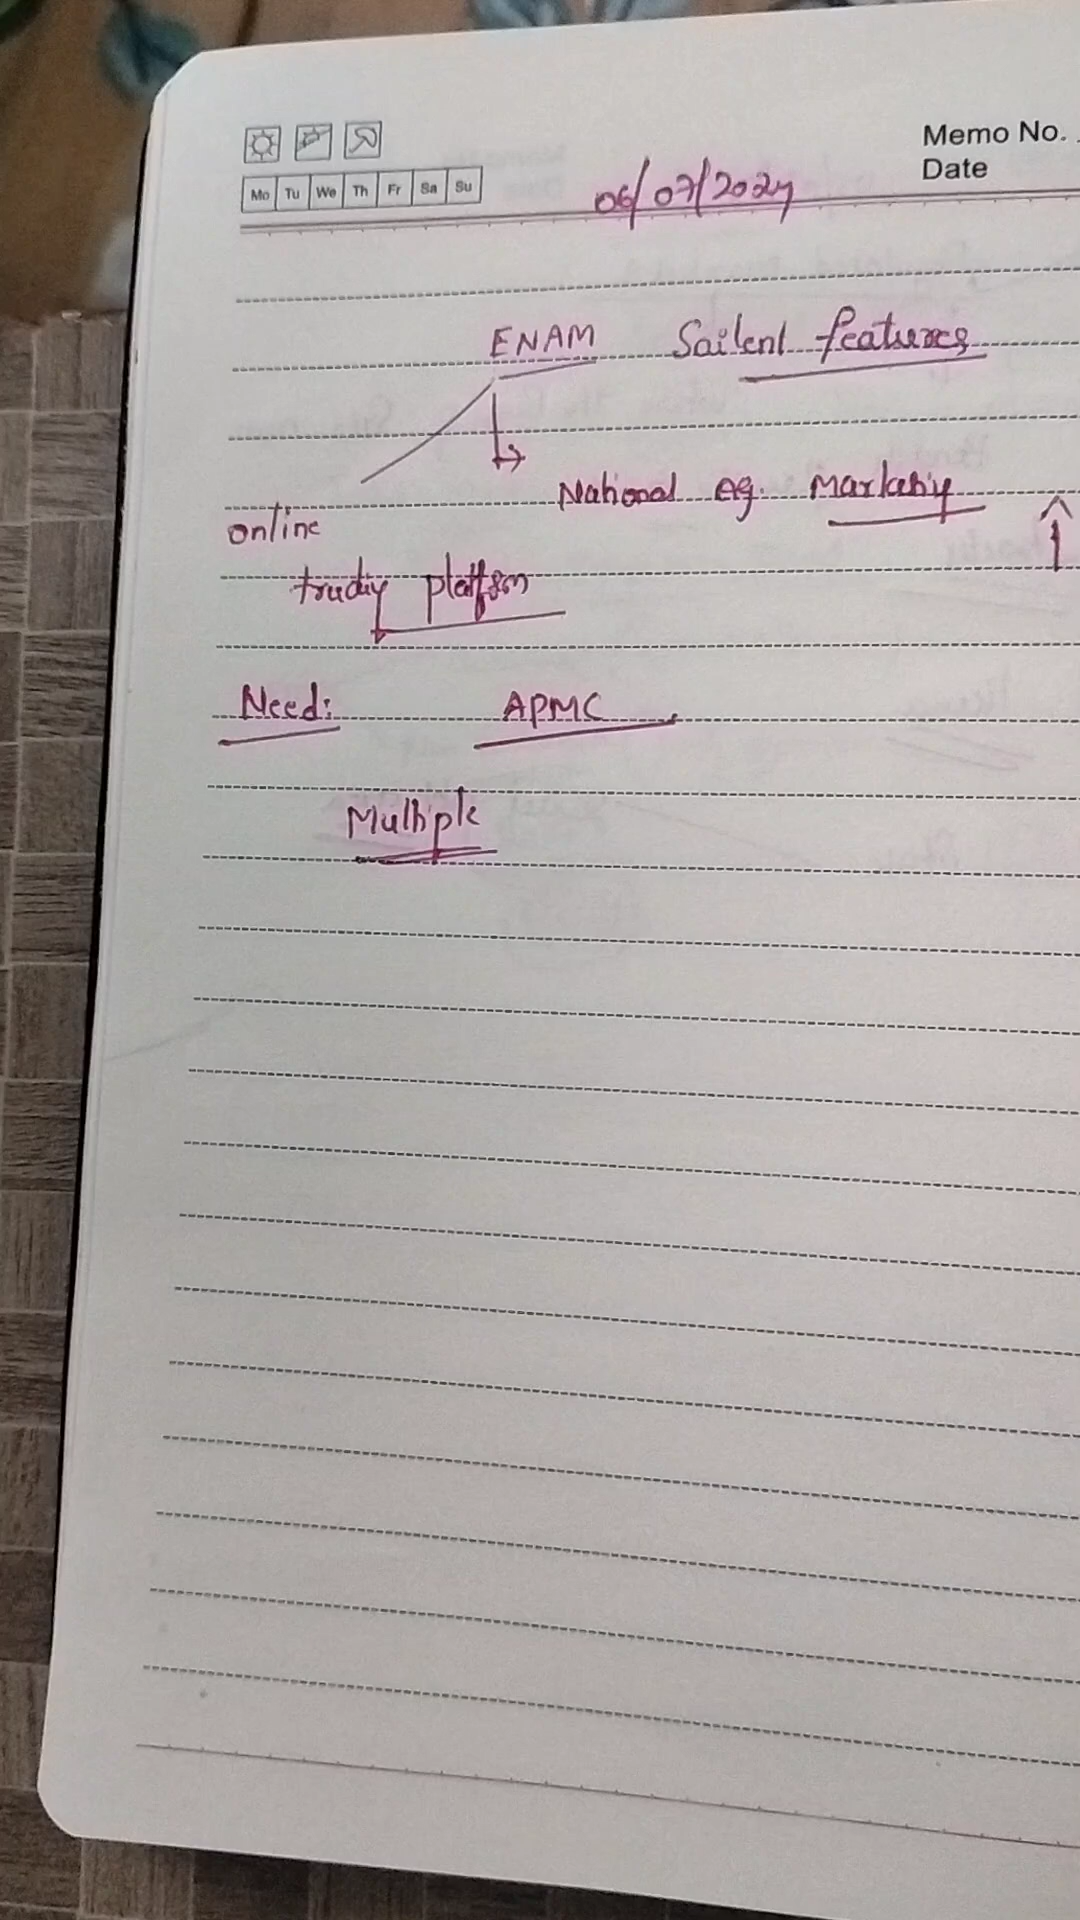 Memo No.
Date
Mo Tu We Th Fr Sa Su
06/07/2024
ENAM Sailent features
National ag. Marketing
online
trading platform
Need: APMC
Multiple